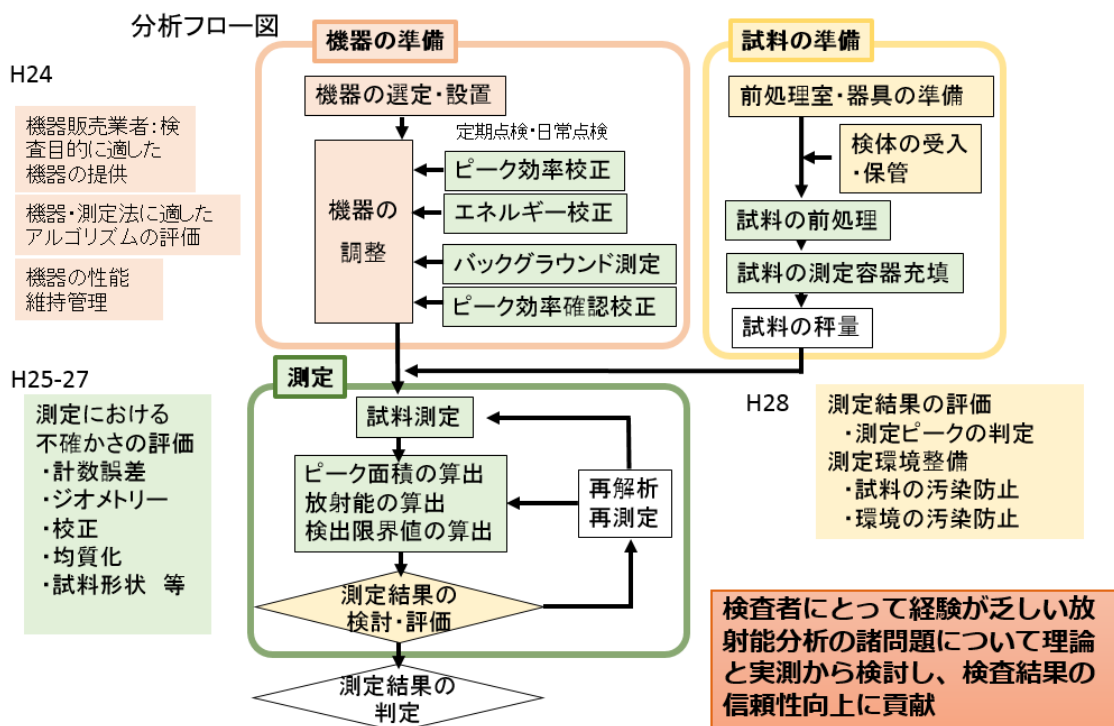 分析フロー図
機器の準備
試料の準備
H24
機器販売業者：検
査目的に適した
機器の提供
機器・測定法に適した
アルゴリズムの評価
機器の性能
維持管理
機器の選定・設置
定期点検・日常点検
機器の
調整
ピーク効率校正
エネルギー校正
バックグラウンド測定
ピーク効率確認校正
前処理室・器具の準備
検体の受入
・保管
試料の前処理
試料の測定容器充填
試料の秤量
H25-27
測定における
不確かさの評価
・計数誤差
・ジオメトリー
・校正
・均質化
・試料形状 等
測定
試料測定
ピーク面積の算出
放射能の算出
検出限界値の算出
再解析
再測定
測定結果の
検討・評価
測定結果の
判定
H28
測定結果の評価
・測定ピークの判定
測定環境整備
・試料の汚染防止
・環境の汚染防止
検査者にとって経験が乏しい放
射能分析の諸問題について理論
と実測から検討し、検査結果の
信頼性向上に貢献